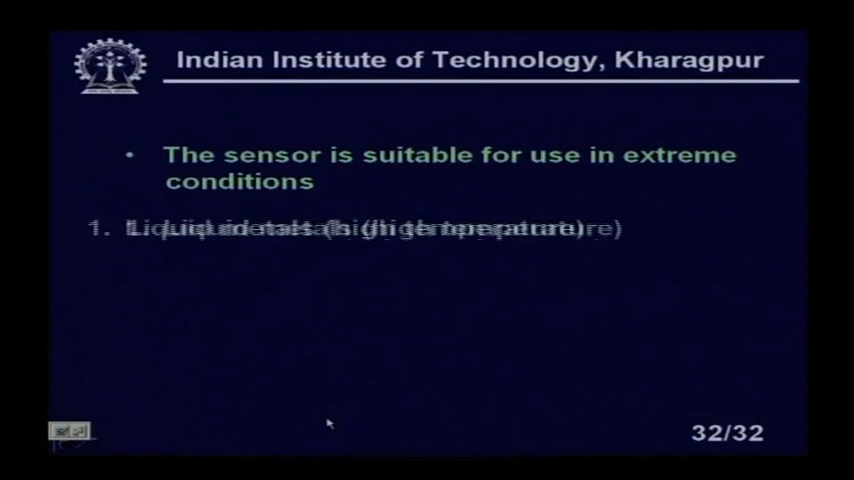 Indian Institute of Technology, Kharagpur
• The sensor is suitable for use in extreme
conditions
1. Liquid metals (high temperature)
32/32